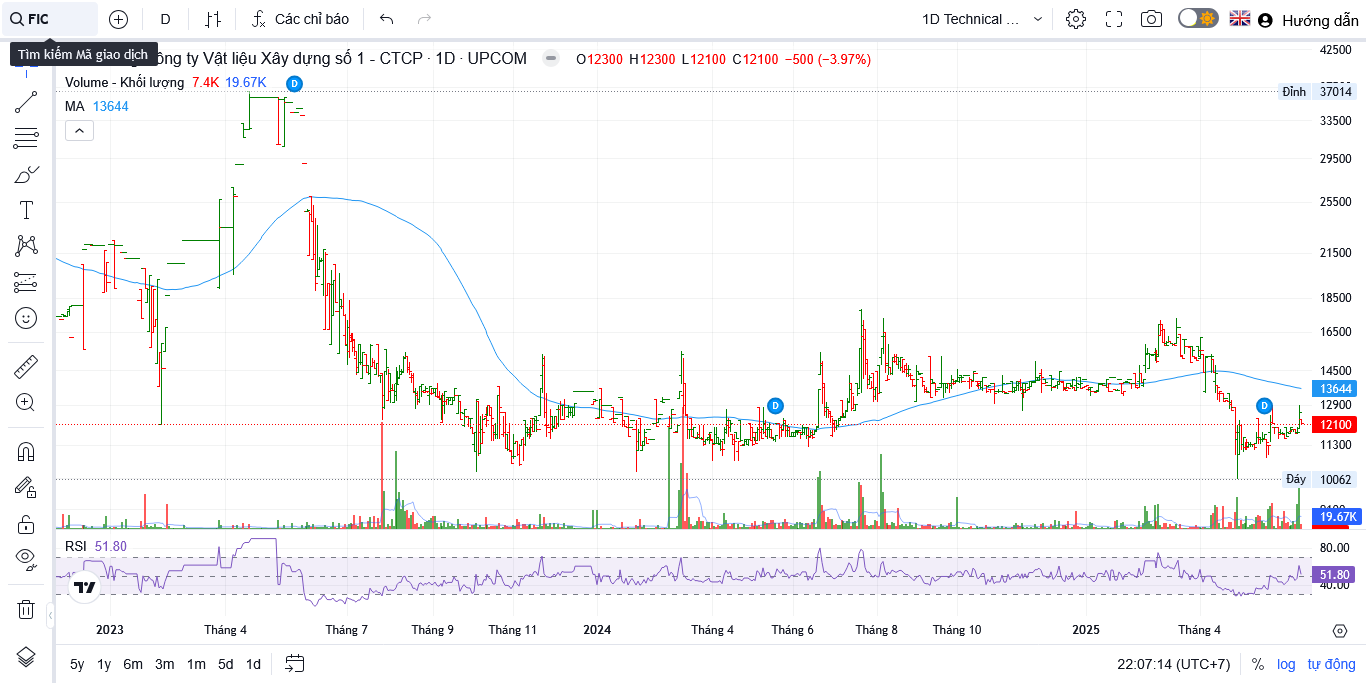 FIC
D
Các chỉ báo
1D Technical ...
Hướng dẫn
Tìm kiếm Mã giao dịch
ông ty Vật liệu Xây dựng số 1 - CTCP · 1D · UPCOM
O12300 H12300 L12100 C12100 −500 (−3.97%)
Volume - Khối lượng 7.4K 19.67K
D
MA 13644
42500
Đỉnh 37014
33500
29500
25500
21500
18500
16500
14500
13644
12900
12100
11300
Đáy 10062
19.67K
D
D
RSI 51.80
80.00
51.80
40.00
2023 Tháng 4 Tháng 7 Tháng 9 Tháng 11 2024 Tháng 4 Tháng 6 Tháng 8 Tháng 10 2025 Tháng 4
5y 1y 6m 3m 1m 5d 1d
22:07:14 (UTC+7) % log tự động